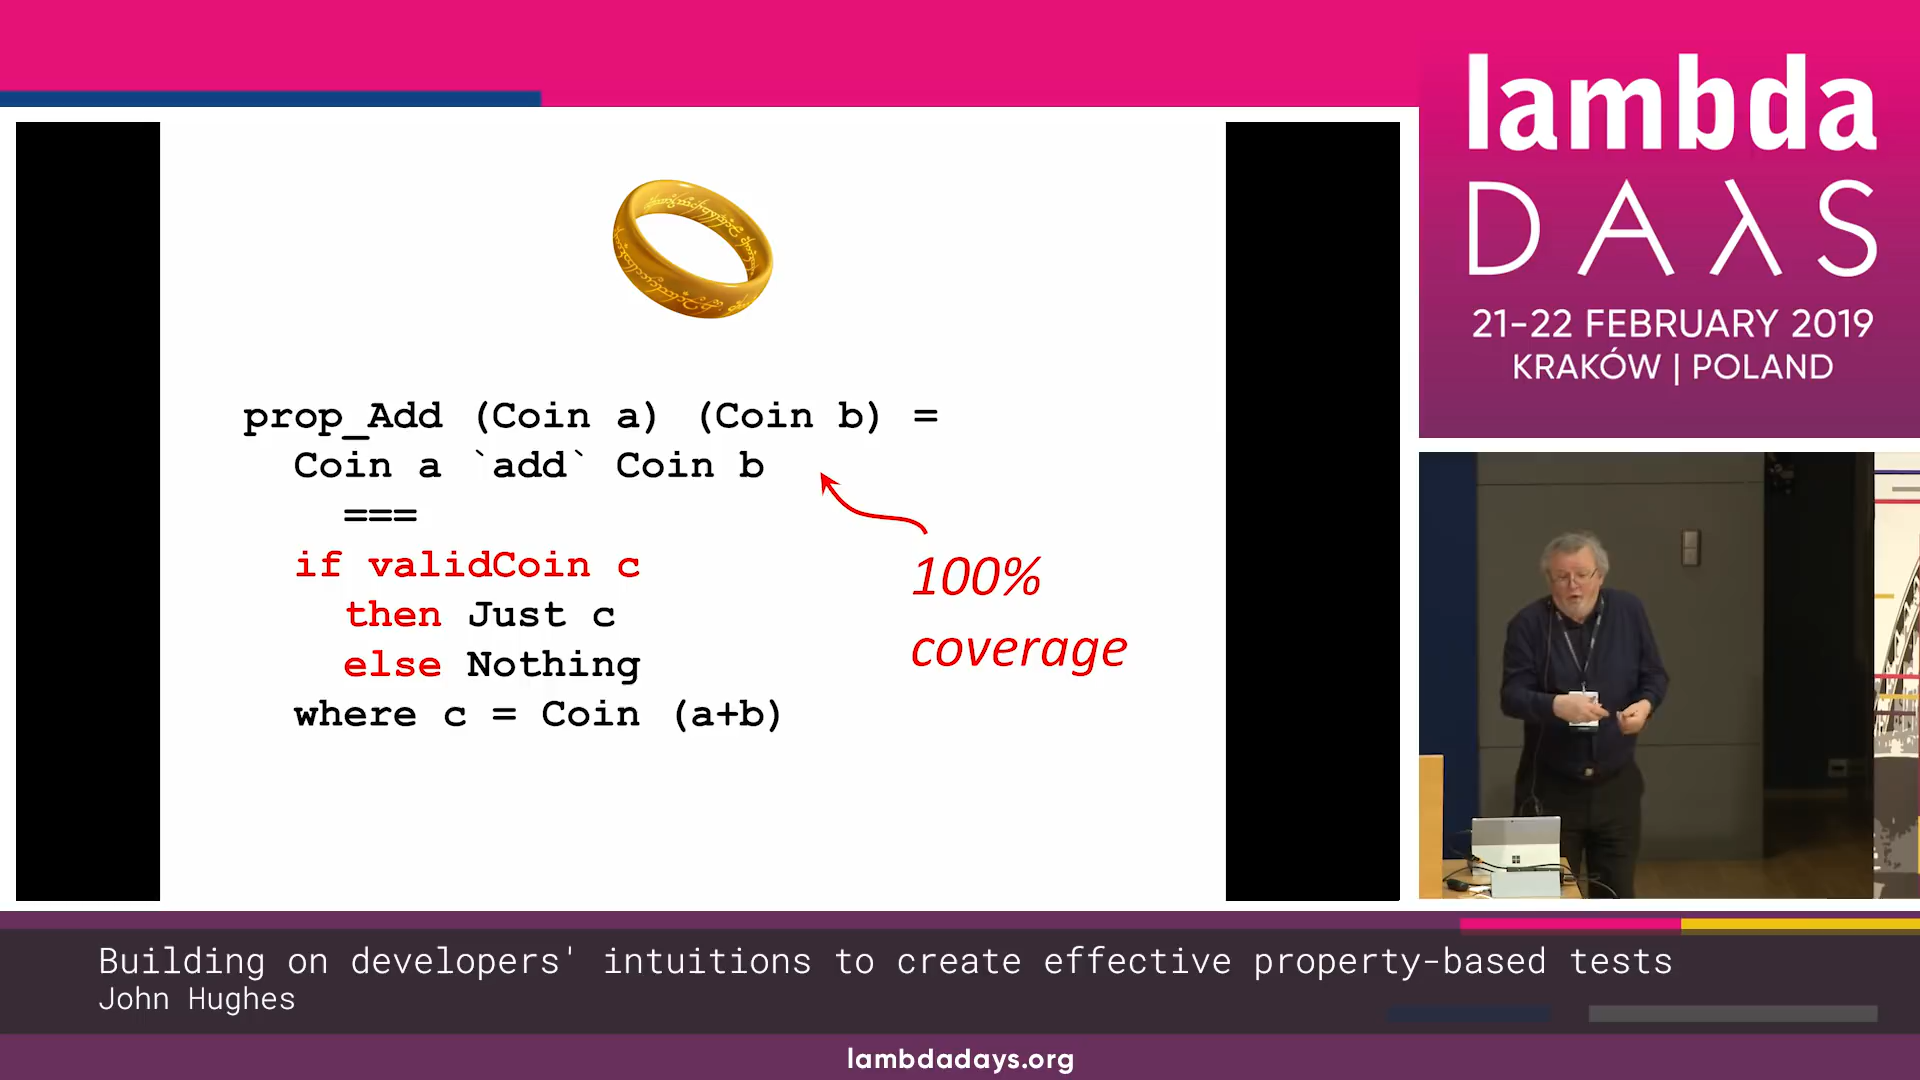 lambda
DAλS
21-22 FEBRUARY 2019
KRAKÓW | POLAND
prop_Add (Coin a) (Coin b) =
Coin a `add` Coin b
===
if validCoin c
then Just c
else Nothing
where c = Coin (a+b)
100%
coverage
Building on developers' intuitions to create effective property-based tests
John Hughes
lambdadays.org